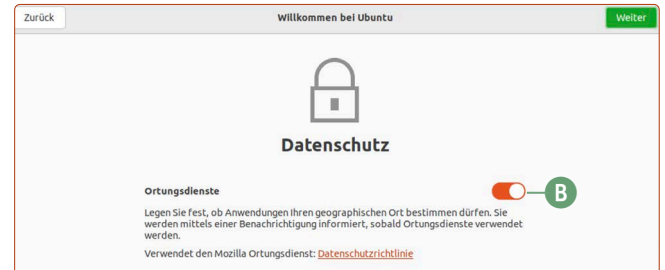 Zurück
Willkommen bei Ubuntu
Weiter
Datenschutz
Ortungsdienste
B
Legen Sie fest, ob Anwendungen Ihren geographischen Ort bestimmen dürfen. Sie
werden mittels einer Benachrichtigung informiert, sobald Ortungsdienste verwendet
werden.
Verwendet den Mozilla Ortungsdienst: Datenschutzrichtlinie